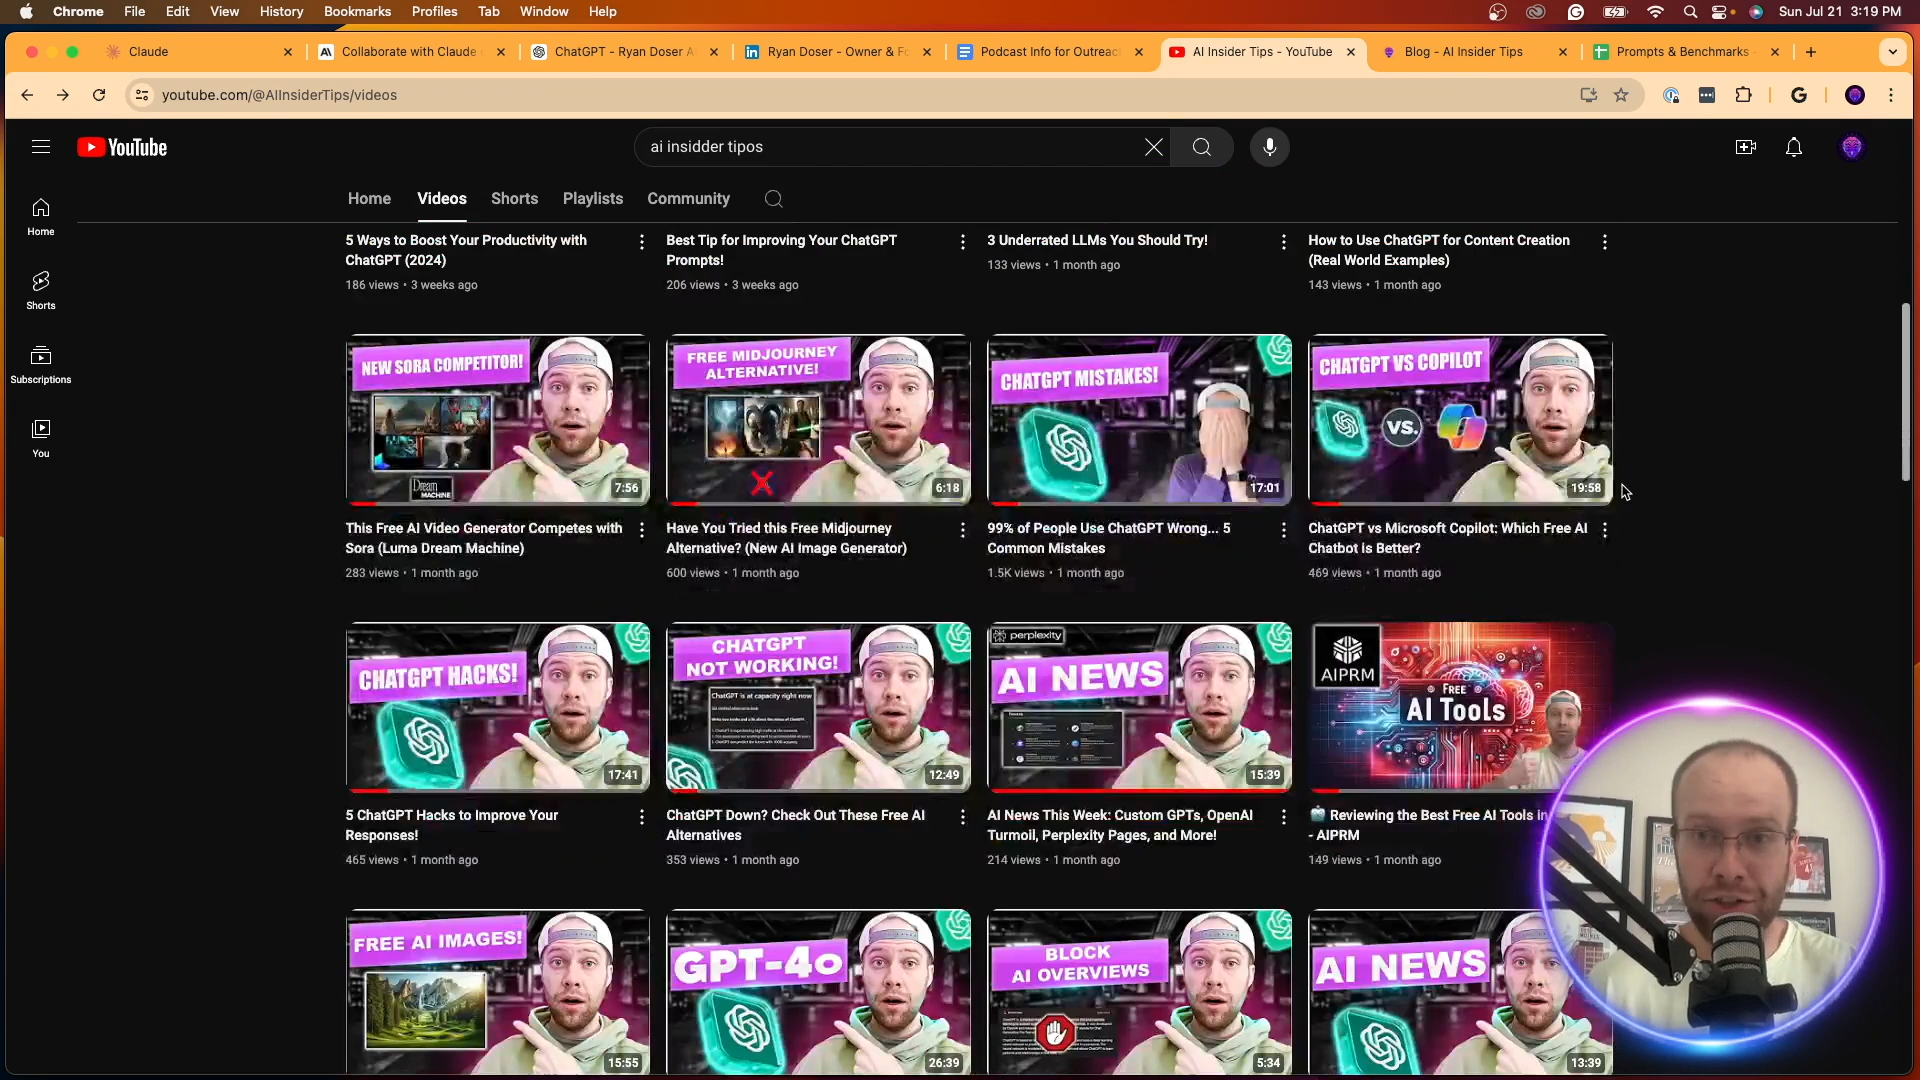 Chrome File Edit View History Bookmarks Profiles Tab Window Help
Sun Jul 21 3:19 PM
Claude
Collaborate with Claude
ChatGPT - Ryan Doser A
Ryan Doser - Owner & Fo
Podcast Info for Outreac
AI Insider Tips - YouTube
Blog - AI Insider Tips
Prompts & Benchmarks -
youtube.com/@AIInsiderTips/videos
YouTube
ai insidder tipos
Home
Shorts
Subscriptions
You
Home Videos Shorts Playlists Community
5 Ways to Boost Your Productivity with
ChatGPT (2024)
186 views • 3 weeks ago
Best Tip for Improving Your ChatGPT
Prompts!
206 views • 3 weeks ago
3 Underrated LLMs You Should Try!
133 views • 1 month ago
How to Use ChatGPT for Content Creation
(Real World Examples)
143 views • 1 month ago
NEW SORA COMPETITOR!
Dream
MACHINE
7:56
This Free AI Video Generator Competes with
Sora (Luma Dream Machine)
283 views • 1 month ago
FREE MIDJOURNEY
ALTERNATIVE!
6:18
Have You Tried this Free Midjourney
Alternative? (New AI Image Generator)
600 views • 1 month ago
CHATGPT MISTAKES!
17:01
99% of People Use ChatGPT Wrong... 5
Common Mistakes
1.5K views • 1 month ago
CHATGPT VS COPILOT
VS.
19:58
ChatGPT vs Microsoft Copilot: Which Free AI
Chatbot is Better?
469 views • 1 month ago
CHATGPT HACKS!
17:41
5 ChatGPT Hacks to Improve Your
Responses!
465 views • 1 month ago
CHATGPT
NOT WORKING!
ChatGPT is at capacity right now
12:49
ChatGPT Down? Check Out These Free AI
Alternatives
353 views • 1 month ago
perplexity
AI NEWS
15:39
AI News This Week: Custom GPTs, OpenAI
Turmoil, Perplexity Pages, and More!
214 views • 1 month ago
AIPRM
FREE
AI Tools
Reviewing the Best Free AI Tools in
- AIPRM
149 views • 1 month ago
FREE AI IMAGES!
15:55
GPT-4o
26:39
BLOCK
AI OVERVIEWS
5:34
AI NEWS
13:39